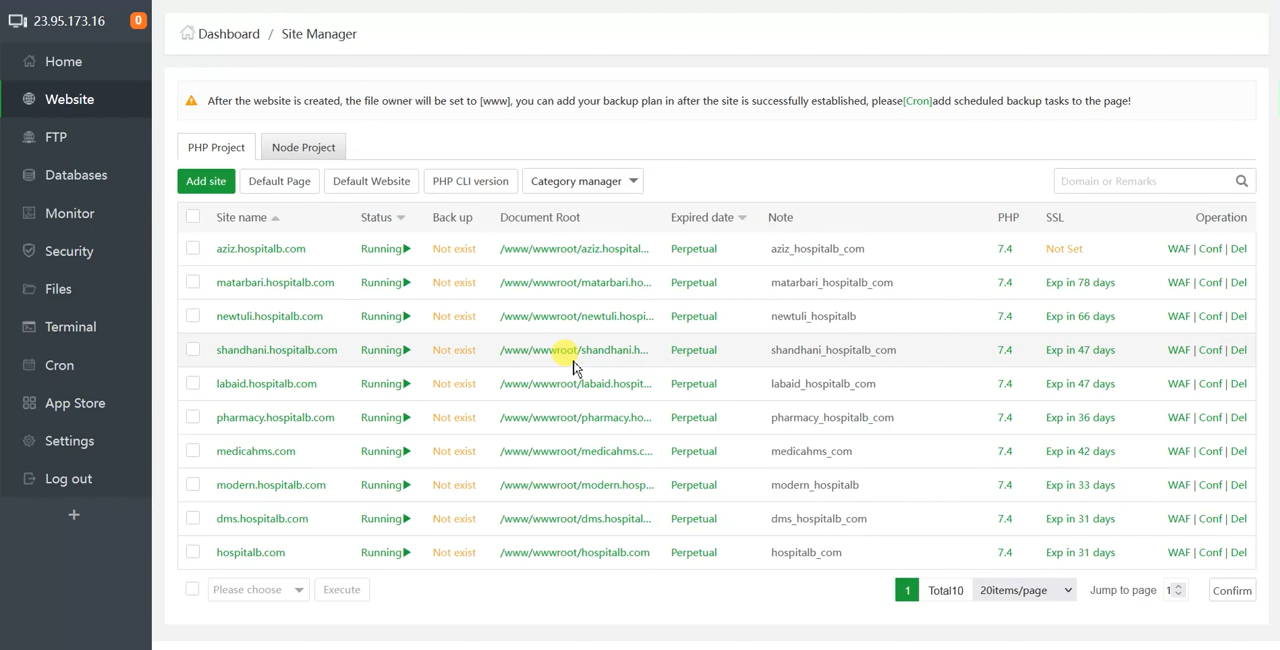 23.95.173.16 0
Home
Website
FTP
Databases
Monitor
Security
Files
Terminal
Cron
App Store
Settings
Log out
+
Dashboard / Site Manager
After the website is created, the file owner will be set to [www], you can add your backup plan in after the site is successfully established, please[Cron]add scheduled backup tasks to the page!
PHP Project Node Project
Add site Default Page Default Website PHP CLI version Category manager Domain or Remarks
Site name Status Back up Document Root Expired date Note PHP SSL Operation
aziz.hospitalb.com Running Not exist /www/wwwroot/aziz.hospital... Perpetual aziz_hospitalb_com 7.4 Not Set WAF | Conf | Del
matarbari.hospitalb.com Running Not exist /www/wwwroot/matarbari.ho... Perpetual matarbari_hospitalb_com 7.4 Exp in 78 days WAF | Conf | Del
newtuli.hospitalb.com Running Not exist /www/wwwroot/newtuli.hospi... Perpetual newtuli_hospitalb 7.4 Exp in 66 days WAF | Conf | Del
shandhani.hospitalb.com Running Not exist /www/wwwroot/shandhani.h... Perpetual shandhani_hospitalb_com 7.4 Exp in 47 days WAF | Conf | Del
labaid.hospitalb.com Running Not exist /www/wwwroot/labaid.hospit... Perpetual labaid_hospitalb_com 7.4 Exp in 47 days WAF | Conf | Del
pharmacy.hospitalb.com Running Not exist /www/wwwroot/pharmacy.ho... Perpetual pharmacy_hospitalb_com 7.4 Exp in 36 days WAF | Conf | Del
medicahms.com Running Not exist /www/wwwroot/medicahms.c... Perpetual medicahms_com 7.4 Exp in 42 days WAF | Conf | Del
modern.hospitalb.com Running Not exist /www/wwwroot/modern.hosp... Perpetual modern_hospitalb 7.4 Exp in 33 days WAF | Conf | Del
dms.hospitalb.com Running Not exist /www/wwwroot/dms.hospital... Perpetual dms_hospitalb_com 7.4 Exp in 31 days WAF | Conf | Del
hospitalb.com Running Not exist /www/wwwroot/hospitalb.com Perpetual hospitalb_com 7.4 Exp in 31 days WAF | Conf | Del
Please choose Execute 1 Total10 20items/page Jump to page 1 Confirm